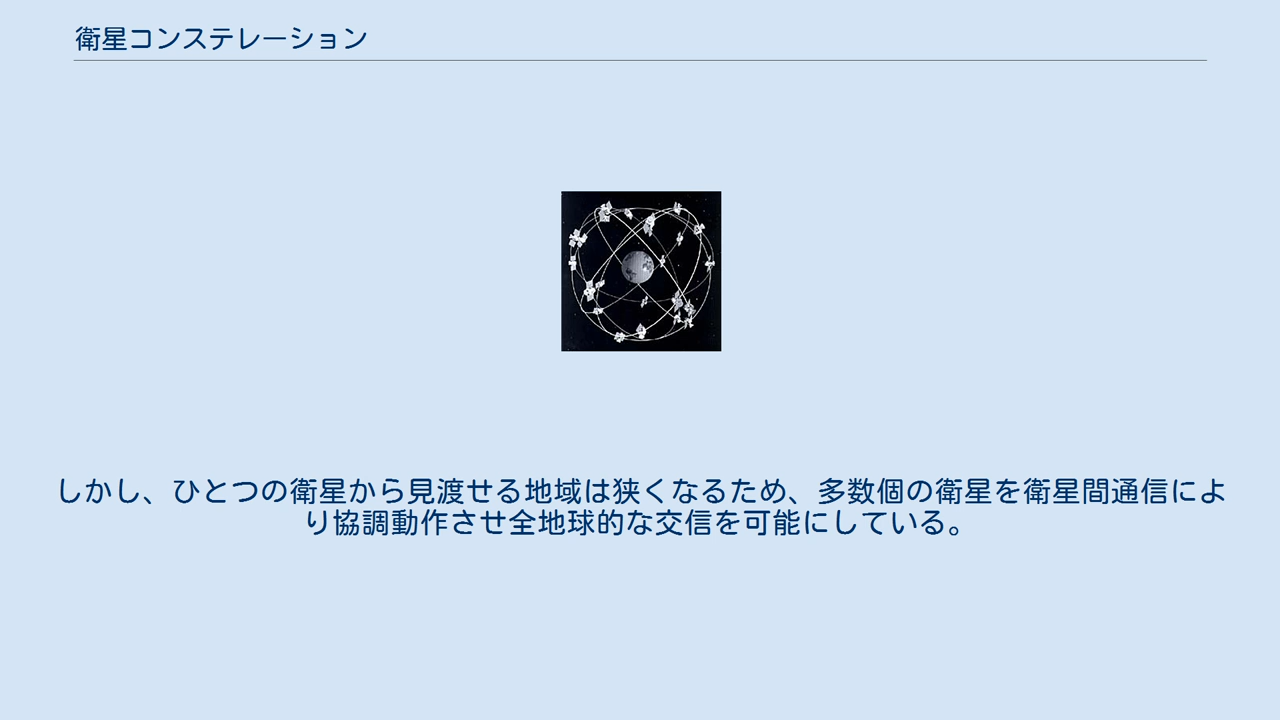 衛星コンステレーション
しかし、ひとつの衛星から見渡せる地域は狭くなるため、多数個の衛星を衛星間通信によ
り協調動作させ全地球的な交信を可能にしている。